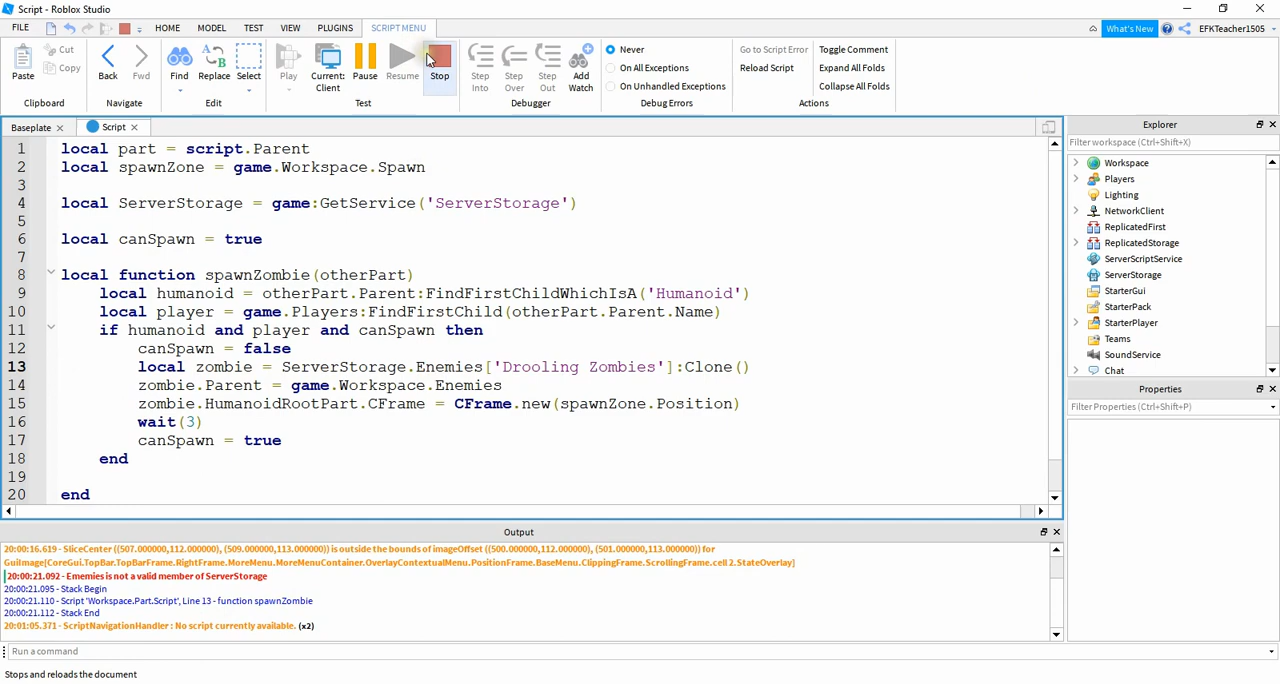 Script - Roblox Studio
FILE HOME MODEL TEST VIEW PLUGINS SCRIPT MENU What's New EFKTeacher1505
Paste Cut Copy Back Fwd Find Replace Select Play Current: Client Pause Resume Stop Step Into Step Over Step Out Add Watch Never On All Exceptions On Unhandled Exceptions Go to Script Error Reload Script Toggle Comment Expand All Folds Collapse All Folds
Clipboard Navigate Edit Test Debugger Debug Errors Actions
Baseplate Script
1 local part = script.Parent
2 local spawnZone = game.Workspace.Spawn
3
4 local ServerStorage = game:GetService('ServerStorage')
5
6 local canSpawn = true
7
8 local function spawnZombie(otherPart)
9 local humanoid = otherPart.Parent:FindFirstChildWhichIsA('Humanoid')
10 local player = game.Players:FindFirstChild(otherPart.Parent.Name)
11 if humanoid and player and canSpawn then
12 canSpawn = false
13 local zombie = ServerStorage.Enemies['Drooling Zombies']:Clone()
14 zombie.Parent = game.Workspace.Enemies
15 zombie.HumanoidRootPart.CFrame = CFrame.new(spawnZone.Position)
16 wait(3)
17 canSpawn = true
18 end
19
20 end
Explorer
Filter workspace (Ctrl+Shift+X)
Workspace
Players
Lighting
NetworkClient
ReplicatedFirst
ReplicatedStorage
ServerScriptService
ServerStorage
StarterGui
StarterPack
StarterPlayer
Teams
SoundService
Chat
Properties
Filter Properties (Ctrl+Shift+P)
Output
20:00:16.619 - SliceCenter ((507.000000,112.000000), (509.000000,113.000000)) is outside the bounds of imageOffset ((500.000000,112.000000), (501.000000,113.000000)) for
GuiImage[CoreGui.TopBar.TopBarFrame.RightFrame.MoreMenu.MoreMenuContainer.OverlayContextualMenu.PositionFrame.BaseMenu.ClippingFrame.ScrollingFrame.cell 2.StateOverlay]
20:00:21.092 - Ememies is not a valid member of ServerStorage
20:00:21.095 - Stack Begin
20:00:21.110 - Script 'Workspace.Part.Script', Line 13 - function spawnZombie
20:00:21.112 - Stack End
20:01:05.371 - ScriptNavigationHandler : No script currently available. (x2)
Run a command
Stops and reloads the document